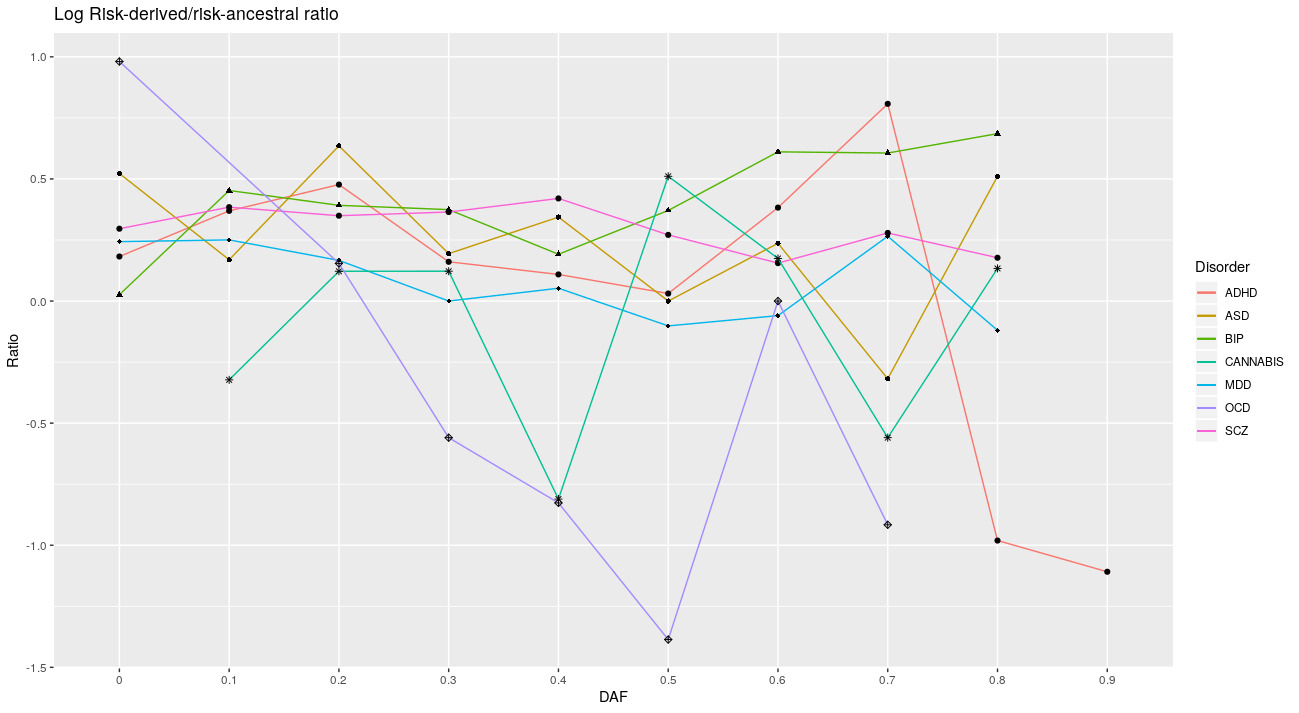 Log Risk-derived/risk-ancestral ratio
1.0
0.5
0.0
-0.5
-1.0
-1.5
Ratio
0 0.1 0.2 0.3 0.4 0.5 0.6 0.7 0.8 0.9
DAF
Disorder
ADHD
ASD
BIP
CANNABIS
MDD
OCD
SCZ